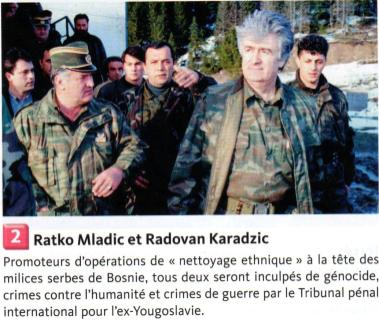 2 Ratko Mladic et Radovan Karadzic
Promoteurs d'opérations de « nettoyage ethnique » à la tête des
milices serbes de Bosnie, tous deux seront inculpés de génocide,
crimes contre l'humanité et crimes de guerre par le Tribunal pénal
international pour l'ex-Yougoslavie.